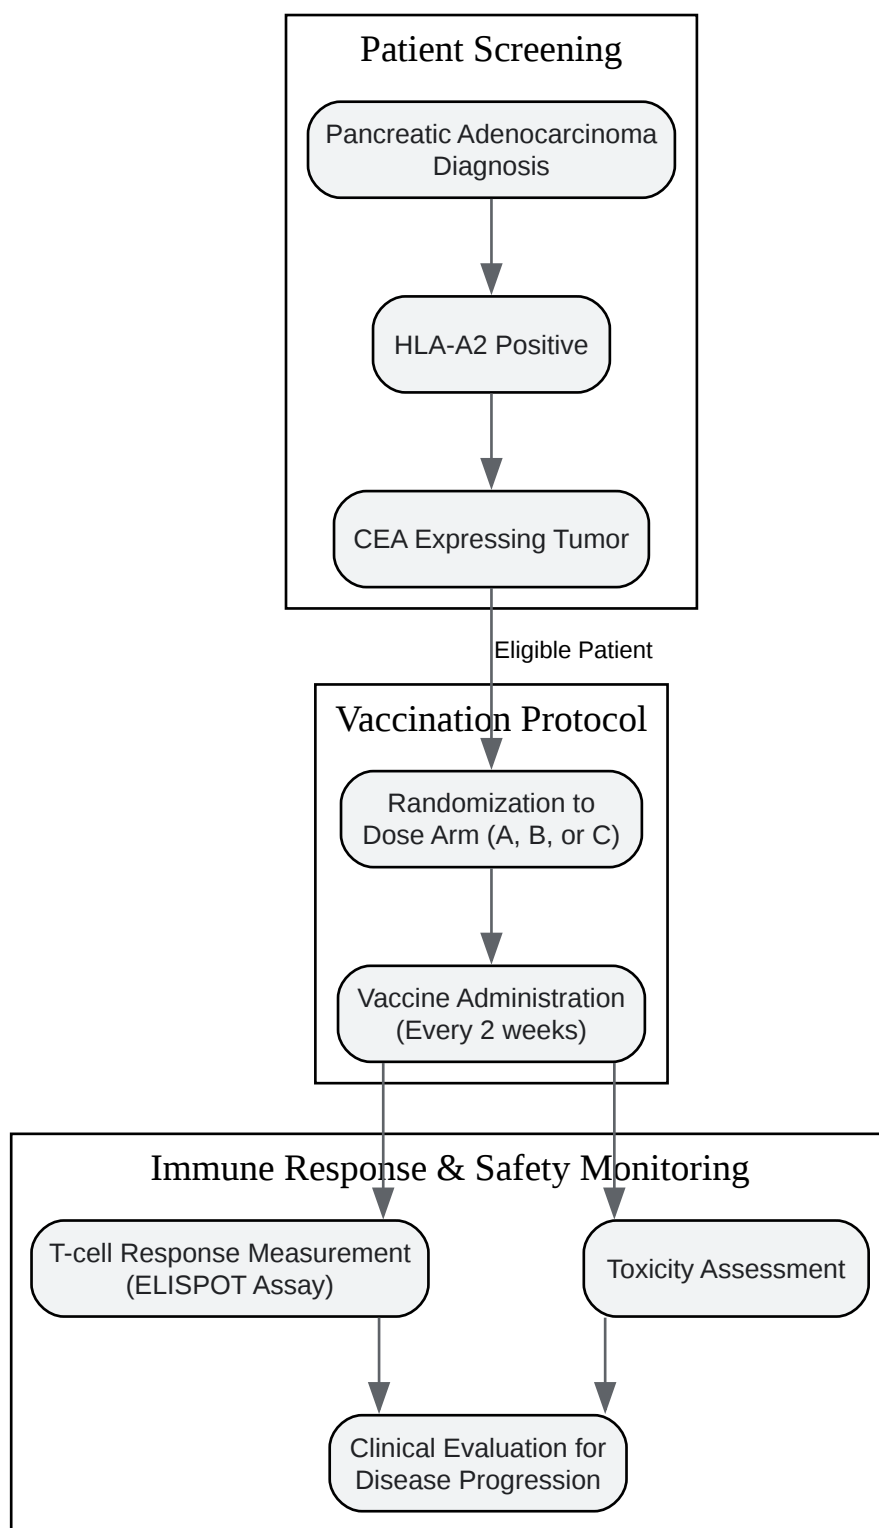 Patient Screening
Pancreatic Adenocarcinoma
Diagnosis
HLA-A2 Positive
CEA Expressing Tumor
Eligible Patient
Vaccination Protocol
Randomization to
Dose Arm (A, B, or C)
Vaccine Administration
(Every 2 weeks)
Immune Response & Safety Monitoring
T-cell Response Measurement
(ELISPOT Assay)
Toxicity Assessment
Clinical Evaluation for
Disease Progression